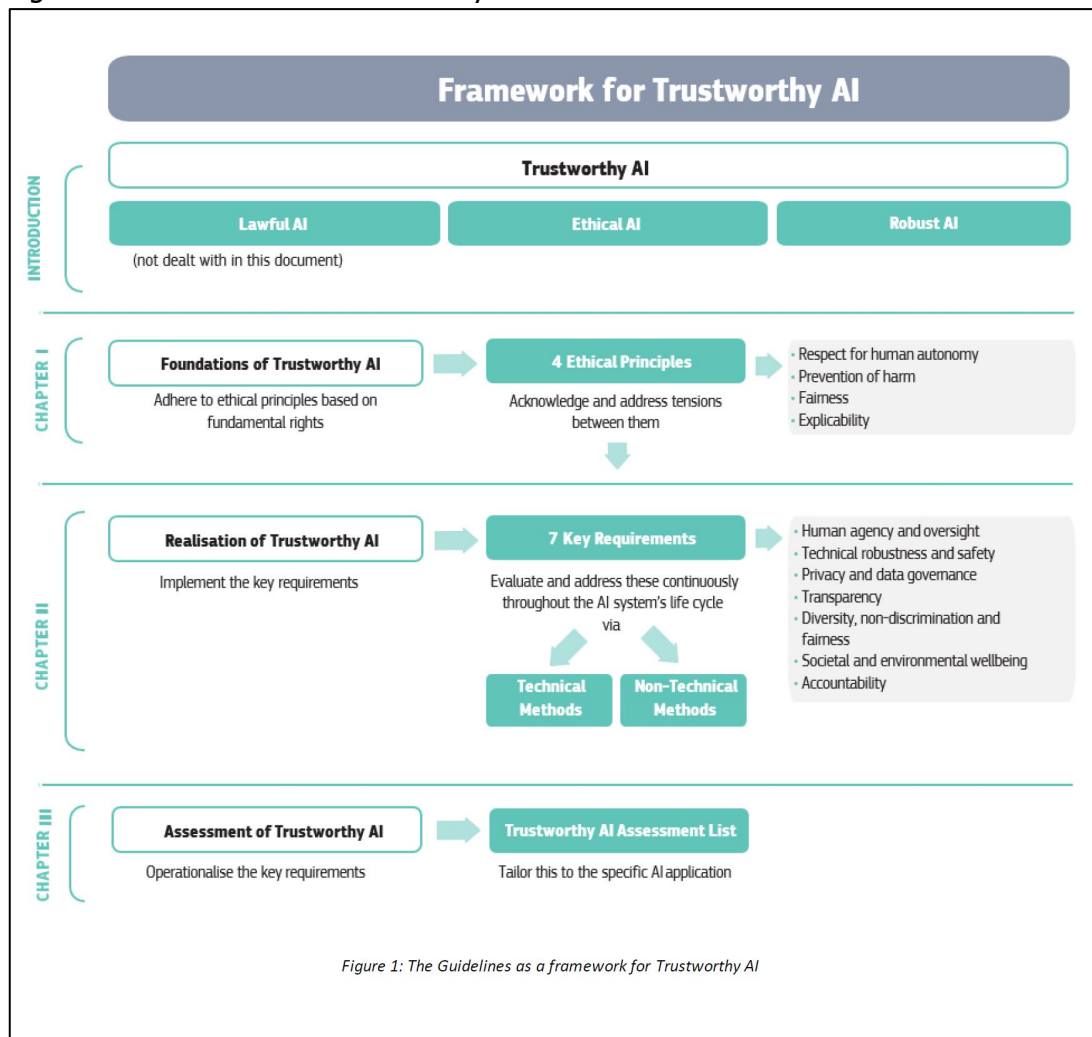 Framework for Trustworthy AI
INTRODUCTION
Trustworthy AI
Lawful AI
Ethical AI
Robust AI
(not dealt with in this document)
CHAPTER I
Foundations of Trustworthy AI
Adhere to ethical principles based on
fundamental rights
4 Ethical Principles
Acknowledge and address tensions
between them
• Respect for human autonomy
• Prevention of harm
• Fairness
• Explicability
CHAPTER II
Realisation of Trustworthy AI
Implement the key requirements
7 Key Requirements
Evaluate and address these continuously
throughout the AI system's life cycle
via
Technical
Methods
Non-Technical
Methods
• Human agency and oversight
• Technical robustness and safety
• Privacy and data governance
• Transparency
• Diversity, non-discrimination and
fairness
• Societal and environmental wellbeing
• Accountability
CHAPTER III
Assessment of Trustworthy AI
Operationalise the key requirements
Trustworthy AI Assessment List
Tailor this to the specific AI application
Figure 1: The Guidelines as a framework for Trustworthy AI